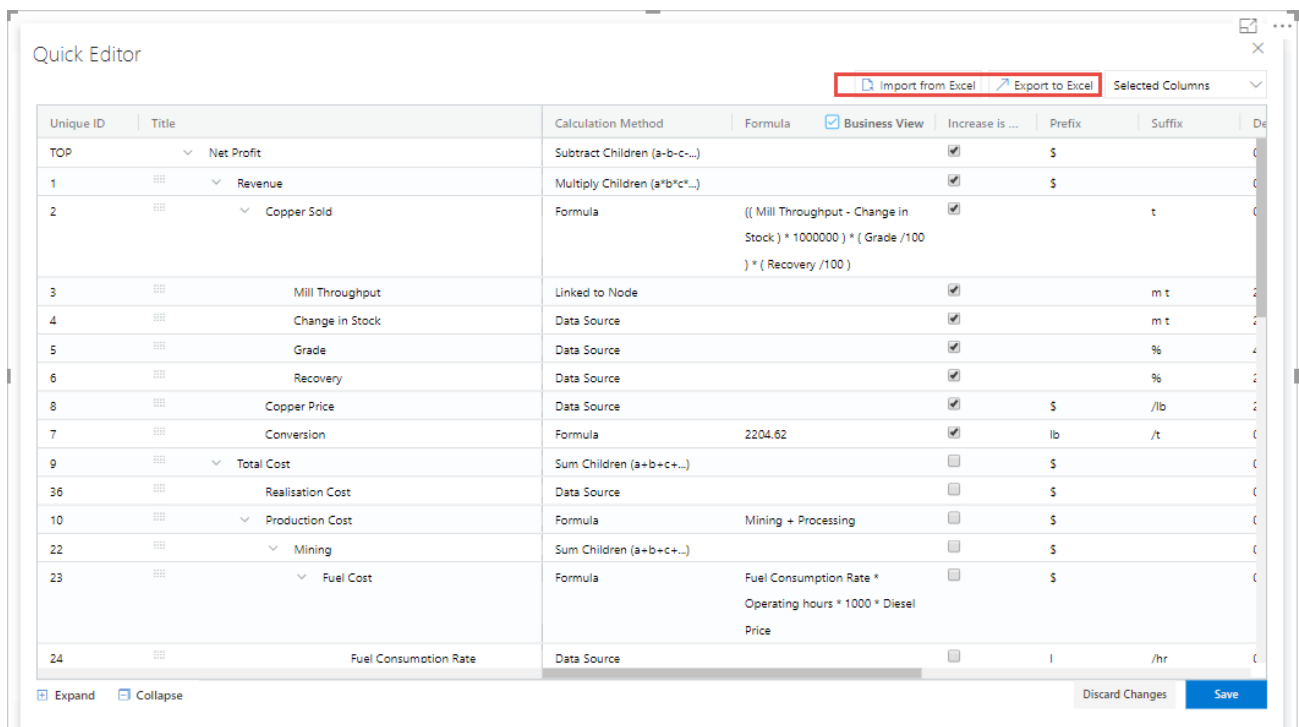 Quick Editor
Import from Excel Export to Excel Selected Columns
Unique ID Title Calculation Method Formula Business View Increase is ... Prefix Suffix De
TOP Net Profit Subtract Children (a-b-c-...) $
1 Revenue Multiply Children (a*b*c*...) $
2 Copper Sold Formula (( Mill Throughput - Change in t
Stock ) * 1000000 ) * ( Grade /100
) * ( Recovery /100 )
3 Mill Throughput Linked to Node m t
4 Change in Stock Data Source m t
5 Grade Data Source %
6 Recovery Data Source %
8 Copper Price Data Source $ /lb
7 Conversion Formula 2204.62 lb /t
9 Total Cost Sum Children (a+b+c+...) $
36 Realisation Cost Data Source $
10 Production Cost Formula Mining + Processing $
22 Mining Sum Children (a+b+c+...) $
23 Fuel Cost Formula Fuel Consumption Rate * $
Operating hours * 1000 * Diesel
Price
24 Fuel Consumption Rate Data Source l /hr
Expand Collapse Discard Changes Save